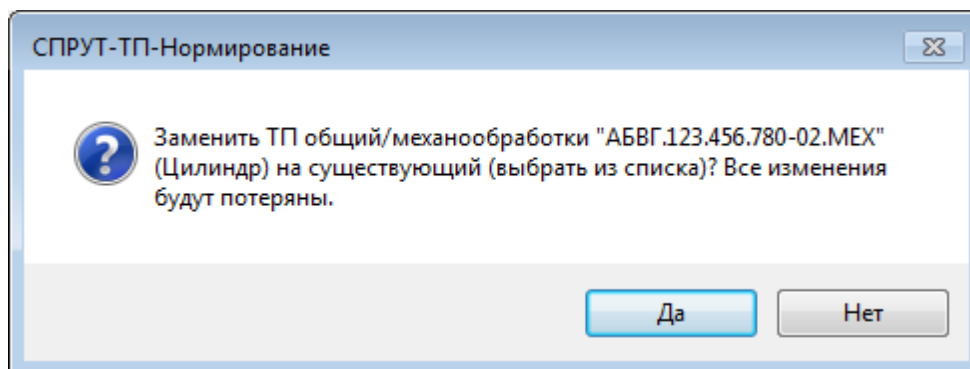 СПРУТ-ТП-Нормирование
Заменить ТП общий/механообработки "АБВГ.123.456.780-02.МЕХ"
(Цилиндр) на существующий (выбрать из списка)? Все изменения
будут потеряны.
Да
Нет